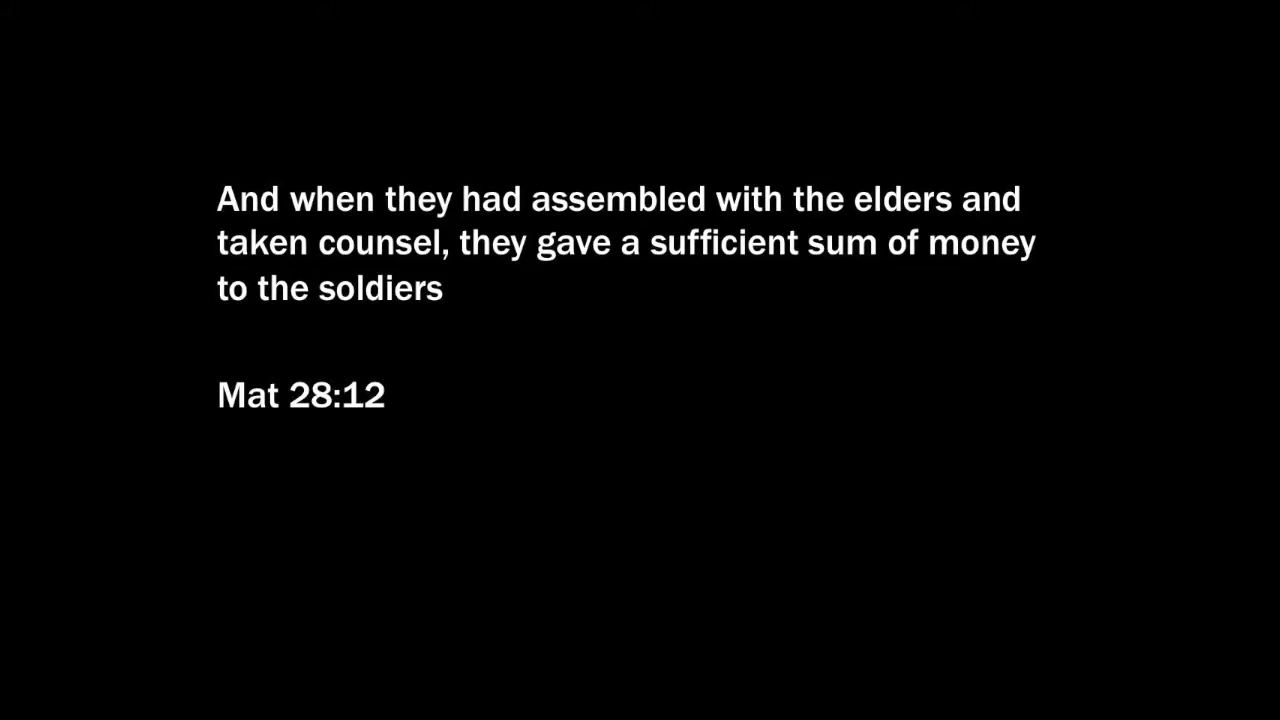 And when they had assembled with the elders and
taken counsel, they gave a sufficient sum of money
to the soldiers
Mat 28:12